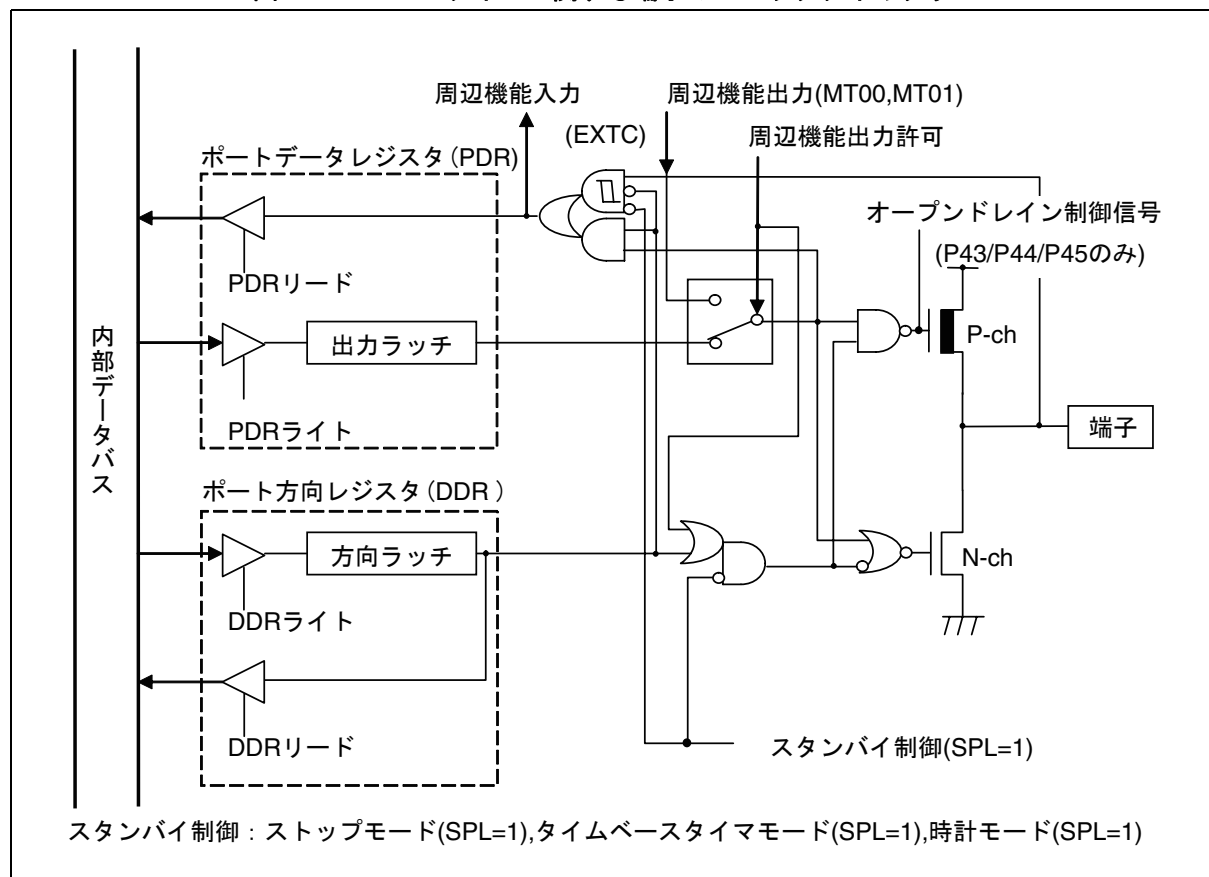 周辺機能入力
周辺機能出力(MT00,MT01)
(EXTC)
周辺機能出力許可
ポートデータレジスタ(PDR)
オープンドレイン制御信号
(P43/P44/P45のみ)
PDRリード
P-ch
内部データバス
出力ラッチ
端子
PDRライト
ポート方向レジスタ(DDR )
方向ラッチ
N-ch
DDRライト
DDRリード
スタンバイ制御(SPL=1)
スタンバイ制御:ストップモード(SPL=1),タイムベースタイマモード(SPL=1),時計モード(SPL=1)